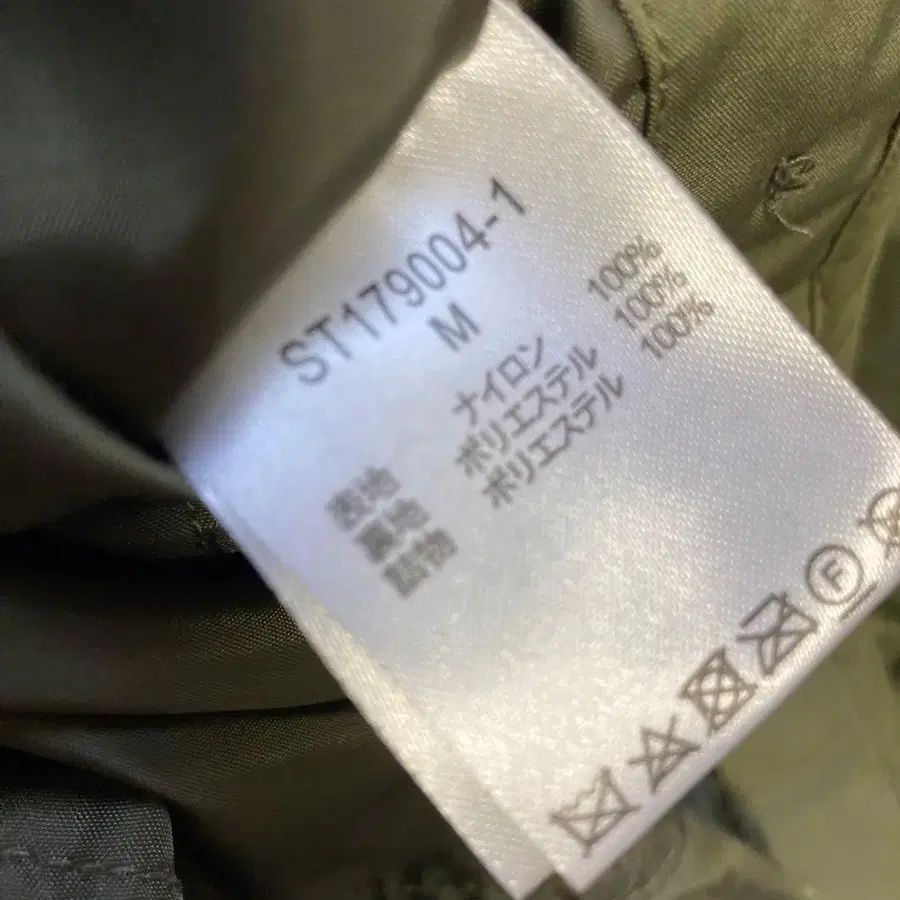 ST179004-1
M
表地 ナイロン 100%
裏地 ポリエステル 100%
詰物 ポリエステル 100%
F